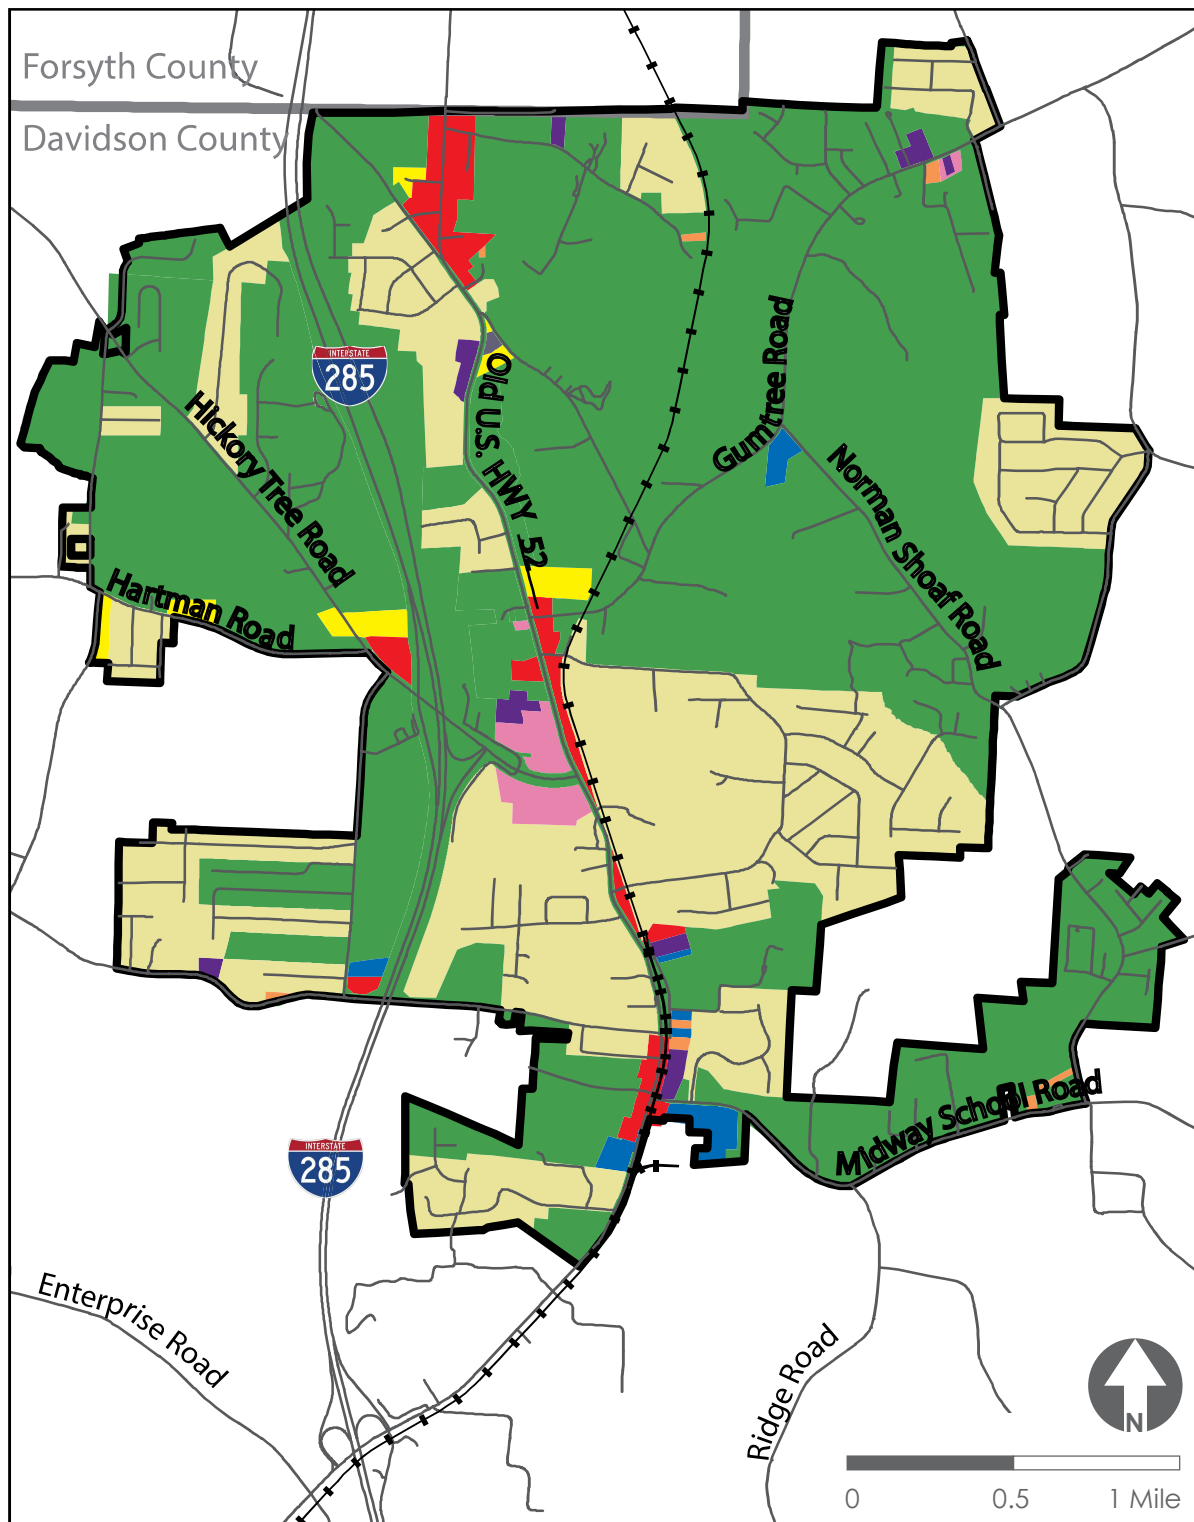 Forsyth County
Davidson County
INTERSTATE
285
Old U.S. HWY 52
Gumtree Road
Hickory Tree Road
Norman Shoaf Road
Hartman Road
Midway School Road
INTERSTATE
285
Enterprise Road
Ridge Road
N
0 0.5 1 Mile